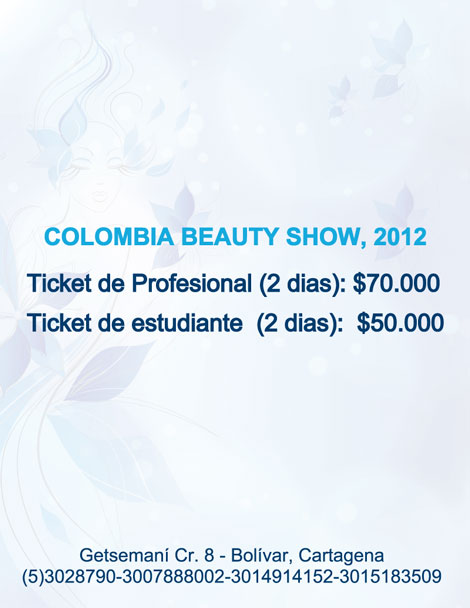 COLOMBIA BEAUTY SHOW, 2012
Ticket de Profesional (2 dias): $70.000
Ticket de estudiante  (2 dias):  $50.000
Getsemaní Cr. 8 - Bolívar, Cartagena
(5)3028790-3007888002-3014914152-3015183509